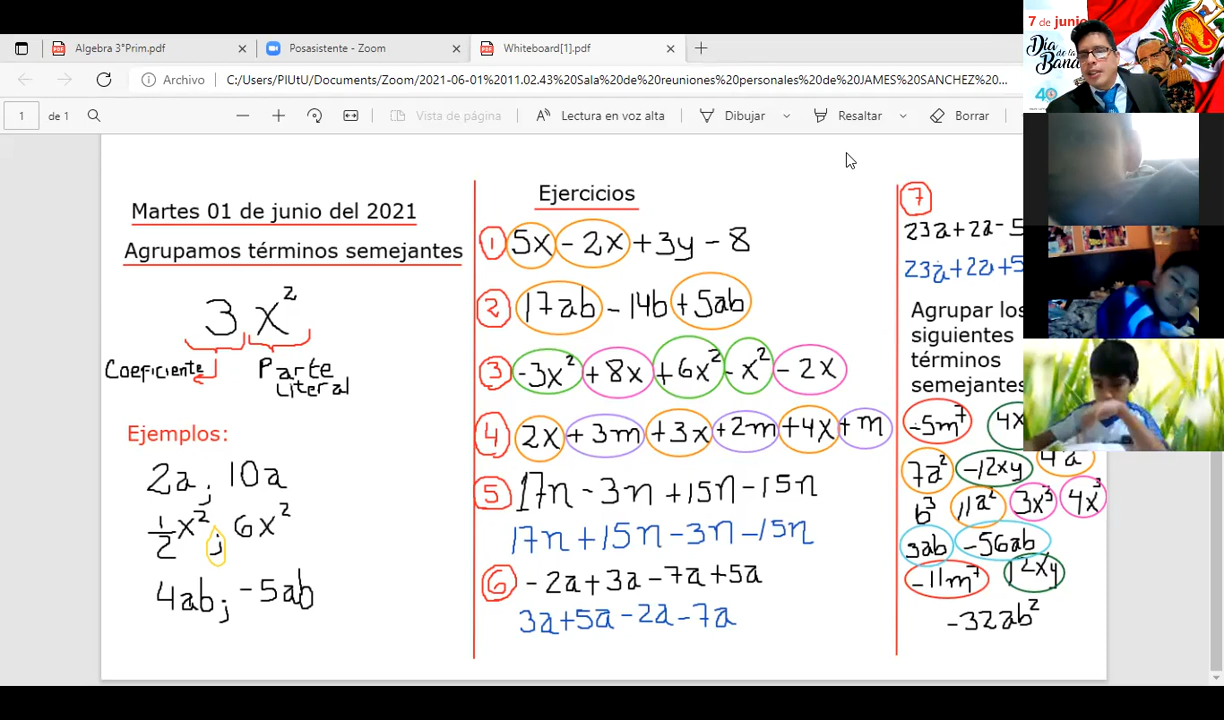 Algebra 3°Prim.pdf
Posasistente - Zoom
Whiteboard[1].pdf
Archivo
C:/Users/PIUtU/Documents/Zoom/2021-06-01%2011.02.43%20Sala%20de%20reuniones%20personales%20de%20JAMES%20SANCHEZ%20...
1 de 1
Vista de página
Lectura en voz alta
Dibujar
Resaltar
Borrar
7 de junio
Día de la
Band
40
Martes 01 de junio del 2021
Agrupamos términos semejantes
3x²
Coeficiente
Parte
Literal
Ejemplos:
2a; 10a
½x²; 6x²
4ab; -5ab
Ejercicios
1 5x - 2x + 3y - 8
2 17ab - 14b + 5ab
3 -3x² + 8x + 6x² - x² - 2x
4 2x + 3m + 3x + 2m + 4x + m
5 17n - 3n + 15n - 15n
17n + 15n - 3n - 15n
6 -2a + 3a - 7a + 5a
3a + 5a - 2a - 7a
7
23a + 2a - 5
23a + 2a + 5
Agrupar los
siguientes
términos
semejantes
-5m⁷ 4x
7a² -12xy 4a
b³ 11a² 3x³ 4x³
3ab -56ab
-11m⁷ 12xy
-32ab²